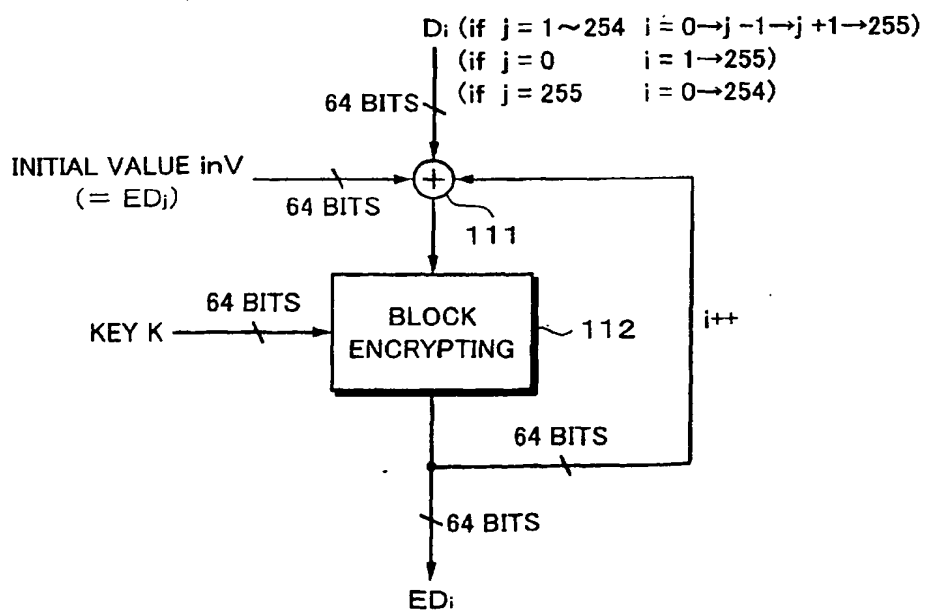 Di (if j = 1~254 i = 0→j -1→j +1→255)
(if j = 0 i = 1→255)
(if j = 255 i = 0→254)
64 BITS
INITIAL VALUE inV
(= EDj)
64 BITS
111
64 BITS
KEY K
BLOCK
ENCRYPTING
112
i++
64 BITS
64 BITS
EDi